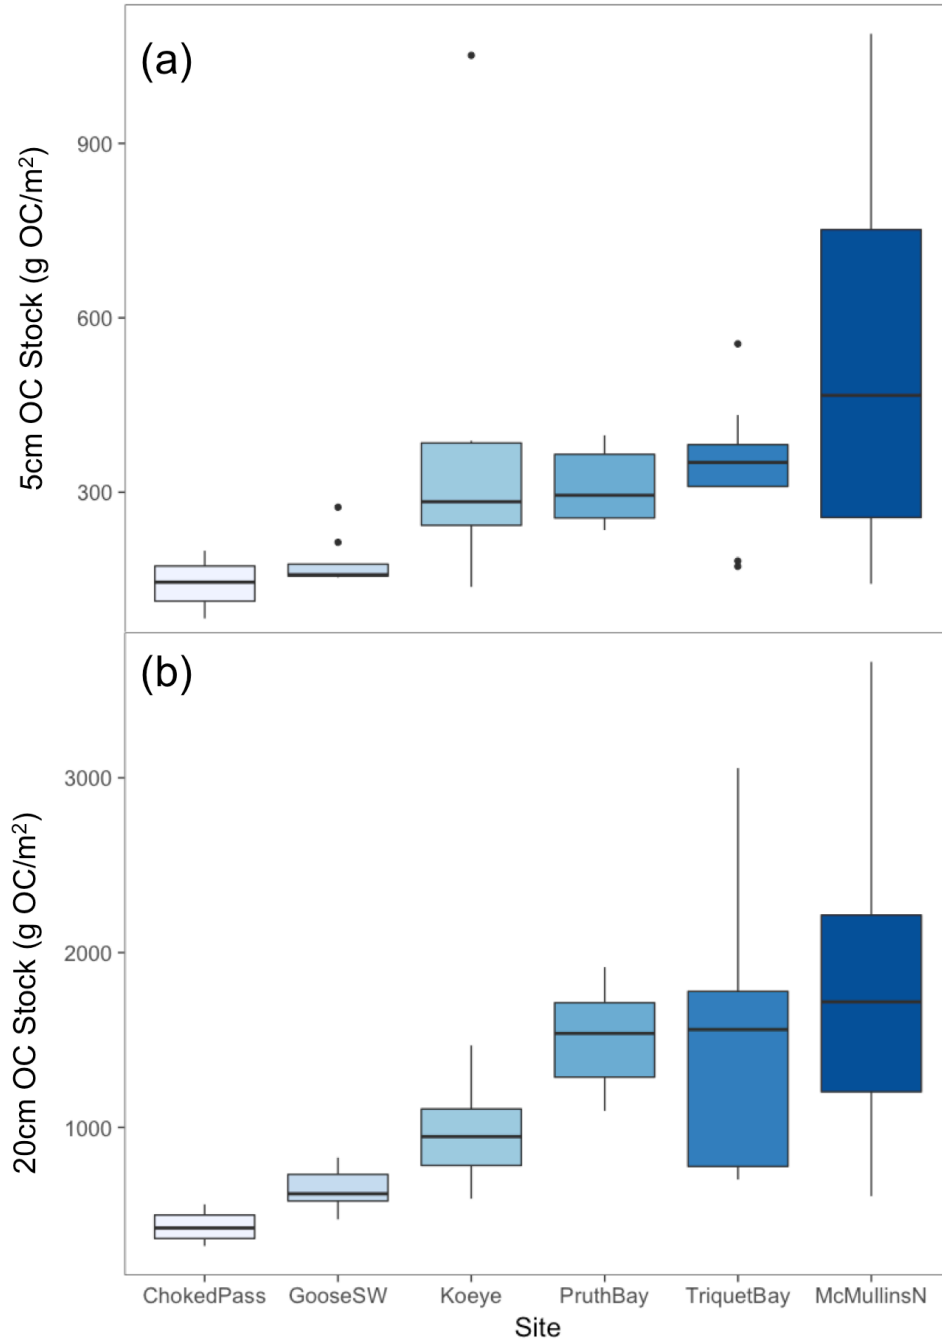 (a)
5cm OC Stock (g OC/m²)
900
600
300
(b)
20cm OC Stock (g OC/m²)
3000
2000
1000
ChokedPass GooseSW Koeye PruthBay TriquetBay McMullinsN
Site